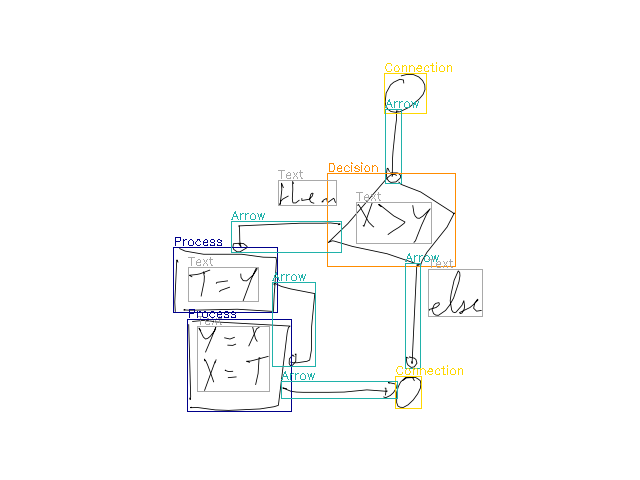 Connection
Arrow
Decision
Text
then
Text
X > Y
Arrow
Process
Text
T = Y
Arrow
Arrow
Text
else
Process
Text
Y = X
X = T
Arrow
Connection